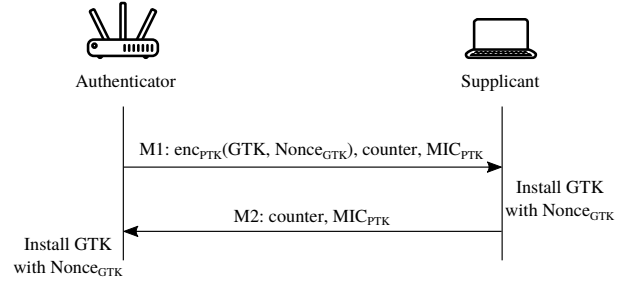 Authenticator
Supplicant
M1: enc_PTK(GTK, Nonce_GTK), counter, MIC_PTK
Install GTK
with Nonce_GTK
M2: counter, MIC_PTK
Install GTK
with Nonce_GTK